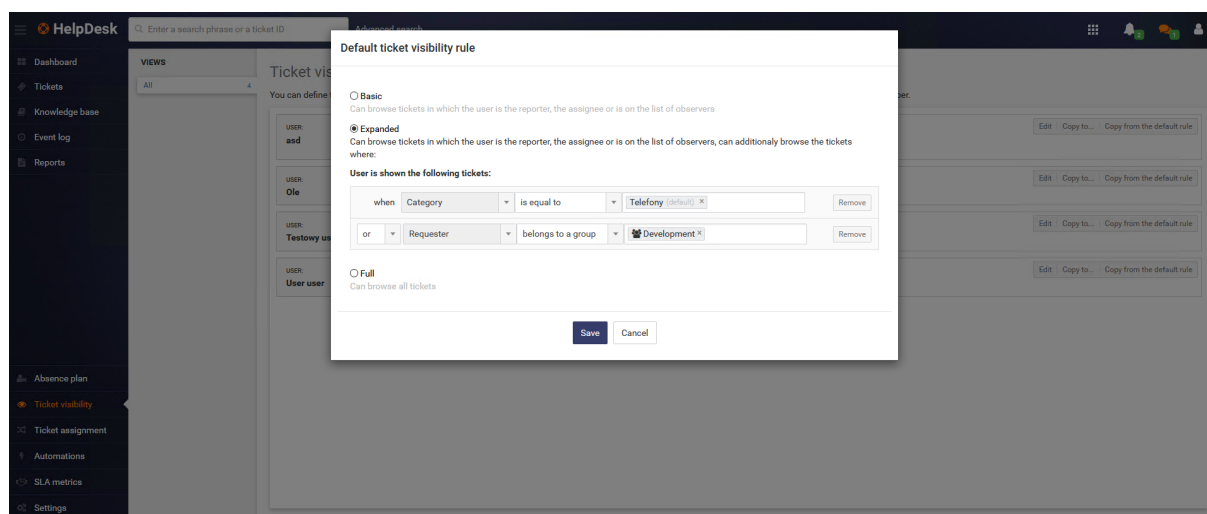 HelpDesk
Enter a search phrase or a ticket ID
Advanced search
2
1
Dashboard
Tickets
Knowledge base
Event log
Reports
Absence plan
Ticket visibility
Ticket assignment
Automations
SLA metrics
Settings
VIEWS
All 4
Ticket vis
You can define
USER:
asd
Edit Copy to... Copy from the default rule
USER:
Ole
Edit Copy to... Copy from the default rule
USER:
Testowy us
Edit Copy to... Copy from the default rule
USER:
User user
Edit Copy to... Copy from the default rule
Default ticket visibility rule
Basic
Can browse tickets in which the user is the reporter, the assignee or is on the list of observers
Expanded
Can browse tickets in which the user is the reporter, the assignee or is on the list of observers, can additionaly browse the tickets
where:
User is shown the following tickets:
when Category is equal to Telefony (default) × Remove
or Requester belongs to a group Development × Remove
Full
Can browse all tickets
Save Cancel